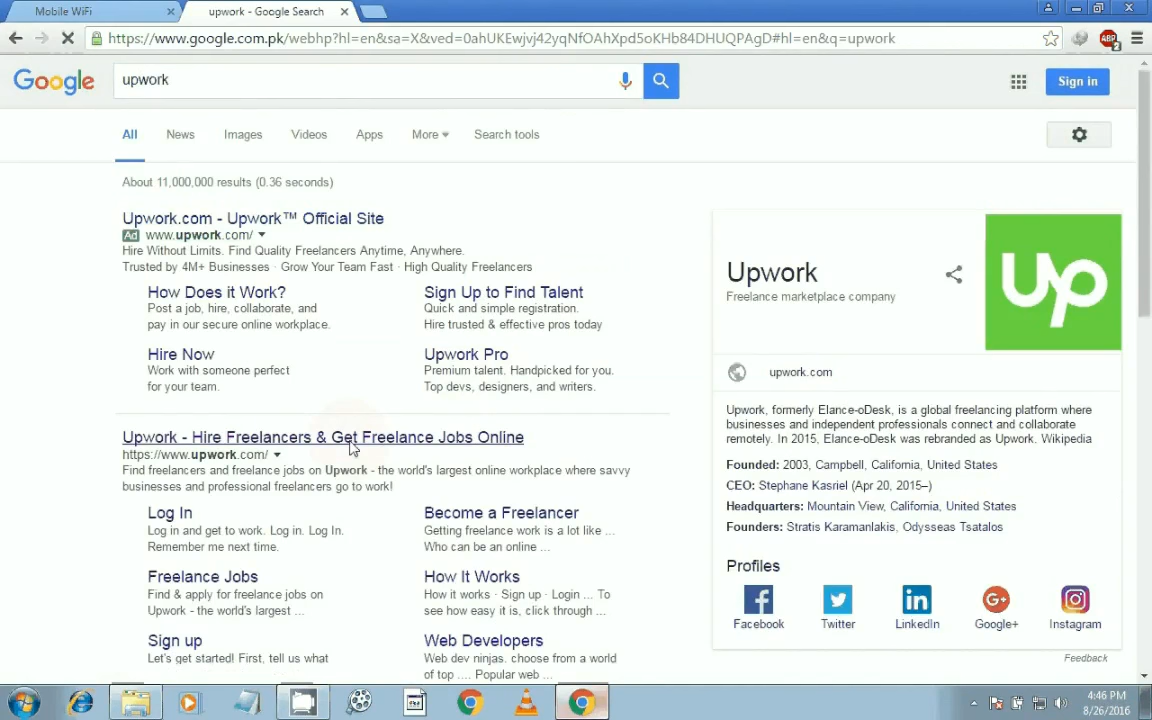 Mobile WiFi
upwork - Google Search
https://www.google.com.pk/webhp?hl=en&sa=X&ved=0ahUKEwjvj42yqNfOAhXpd5oKHb84DHUQPAgD#hl=en&q=upwork
ABP
2
Google
upwork
Sign in
All News Images Videos Apps More Search tools
About 11,000,000 results (0.36 seconds)
Upwork.com - Upwork™ Official Site
Ad www.upwork.com/
Hire Without Limits. Find Quality Freelancers Anytime, Anywhere.
Trusted by 4M+ Businesses · Grow Your Team Fast · High Quality Freelancers
How Does it Work?
Post a job, hire, collaborate, and
pay in our secure online workplace.
Sign Up to Find Talent
Quick and simple registration.
Hire trusted & effective pros today
Hire Now
Work with someone perfect
for your team.
Upwork Pro
Premium talent. Handpicked for you.
Top devs, designers, and writers.
Upwork - Hire Freelancers & Get Freelance Jobs Online
https://www.upwork.com/
Find freelancers and freelance jobs on Upwork - the world's largest online workplace where savvy
businesses and professional freelancers go to work!
Log In
Log in and get to work. Log in. Log In.
Remember me next time.
Become a Freelancer
Getting freelance work is a lot like ...
Who can be an online ...
Freelance Jobs
Find & apply for freelance jobs on
Upwork - the world's largest ...
How It Works
How it works · Sign up · Login ... To
see how easy it is, click through ...
Sign up
Let's get started! First, tell us what
Web Developers
Web dev ninjas. choose from a world
of top .... Popular web ...
Upwork
Freelance marketplace company
up
upwork.com
Upwork, formerly Elance-oDesk, is a global freelancing platform where
businesses and independent professionals connect and collaborate
remotely. In 2015, Elance-oDesk was rebranded as Upwork. Wikipedia
Founded: 2003, Campbell, California, United States
CEO: Stephane Kasriel (Apr 20, 2015–)
Headquarters: Mountain View, California, United States
Founders: Stratis Karamanlakis, Odysseas Tsatalos
Profiles
Facebook Twitter LinkedIn Google+ Instagram
Feedback
4:46 PM
8/26/2016